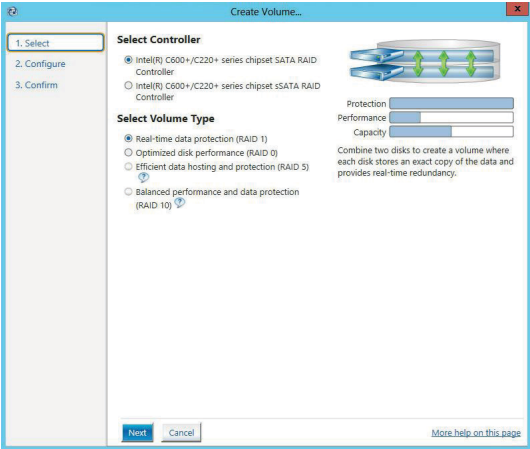 Create Volume...
x
1. Select
2. Configure
3. Confirm
Select Controller
Intel(R) C600+/C220+ series chipset SATA RAID
Controller
Intel(R) C600+/C220+ series chipset sSATA RAID
Controller
Select Volume Type
Real-time data protection (RAID 1)
Optimized disk performance (RAID 0)
Efficient data hosting and protection (RAID 5)
?
Balanced performance and data protection
(RAID 10) ?
Protection
Performance
Capacity
Combine two disks to create a volume where
each disk stores an exact copy of the data and
provides real-time redundancy.
Next
Cancel
More help on this page